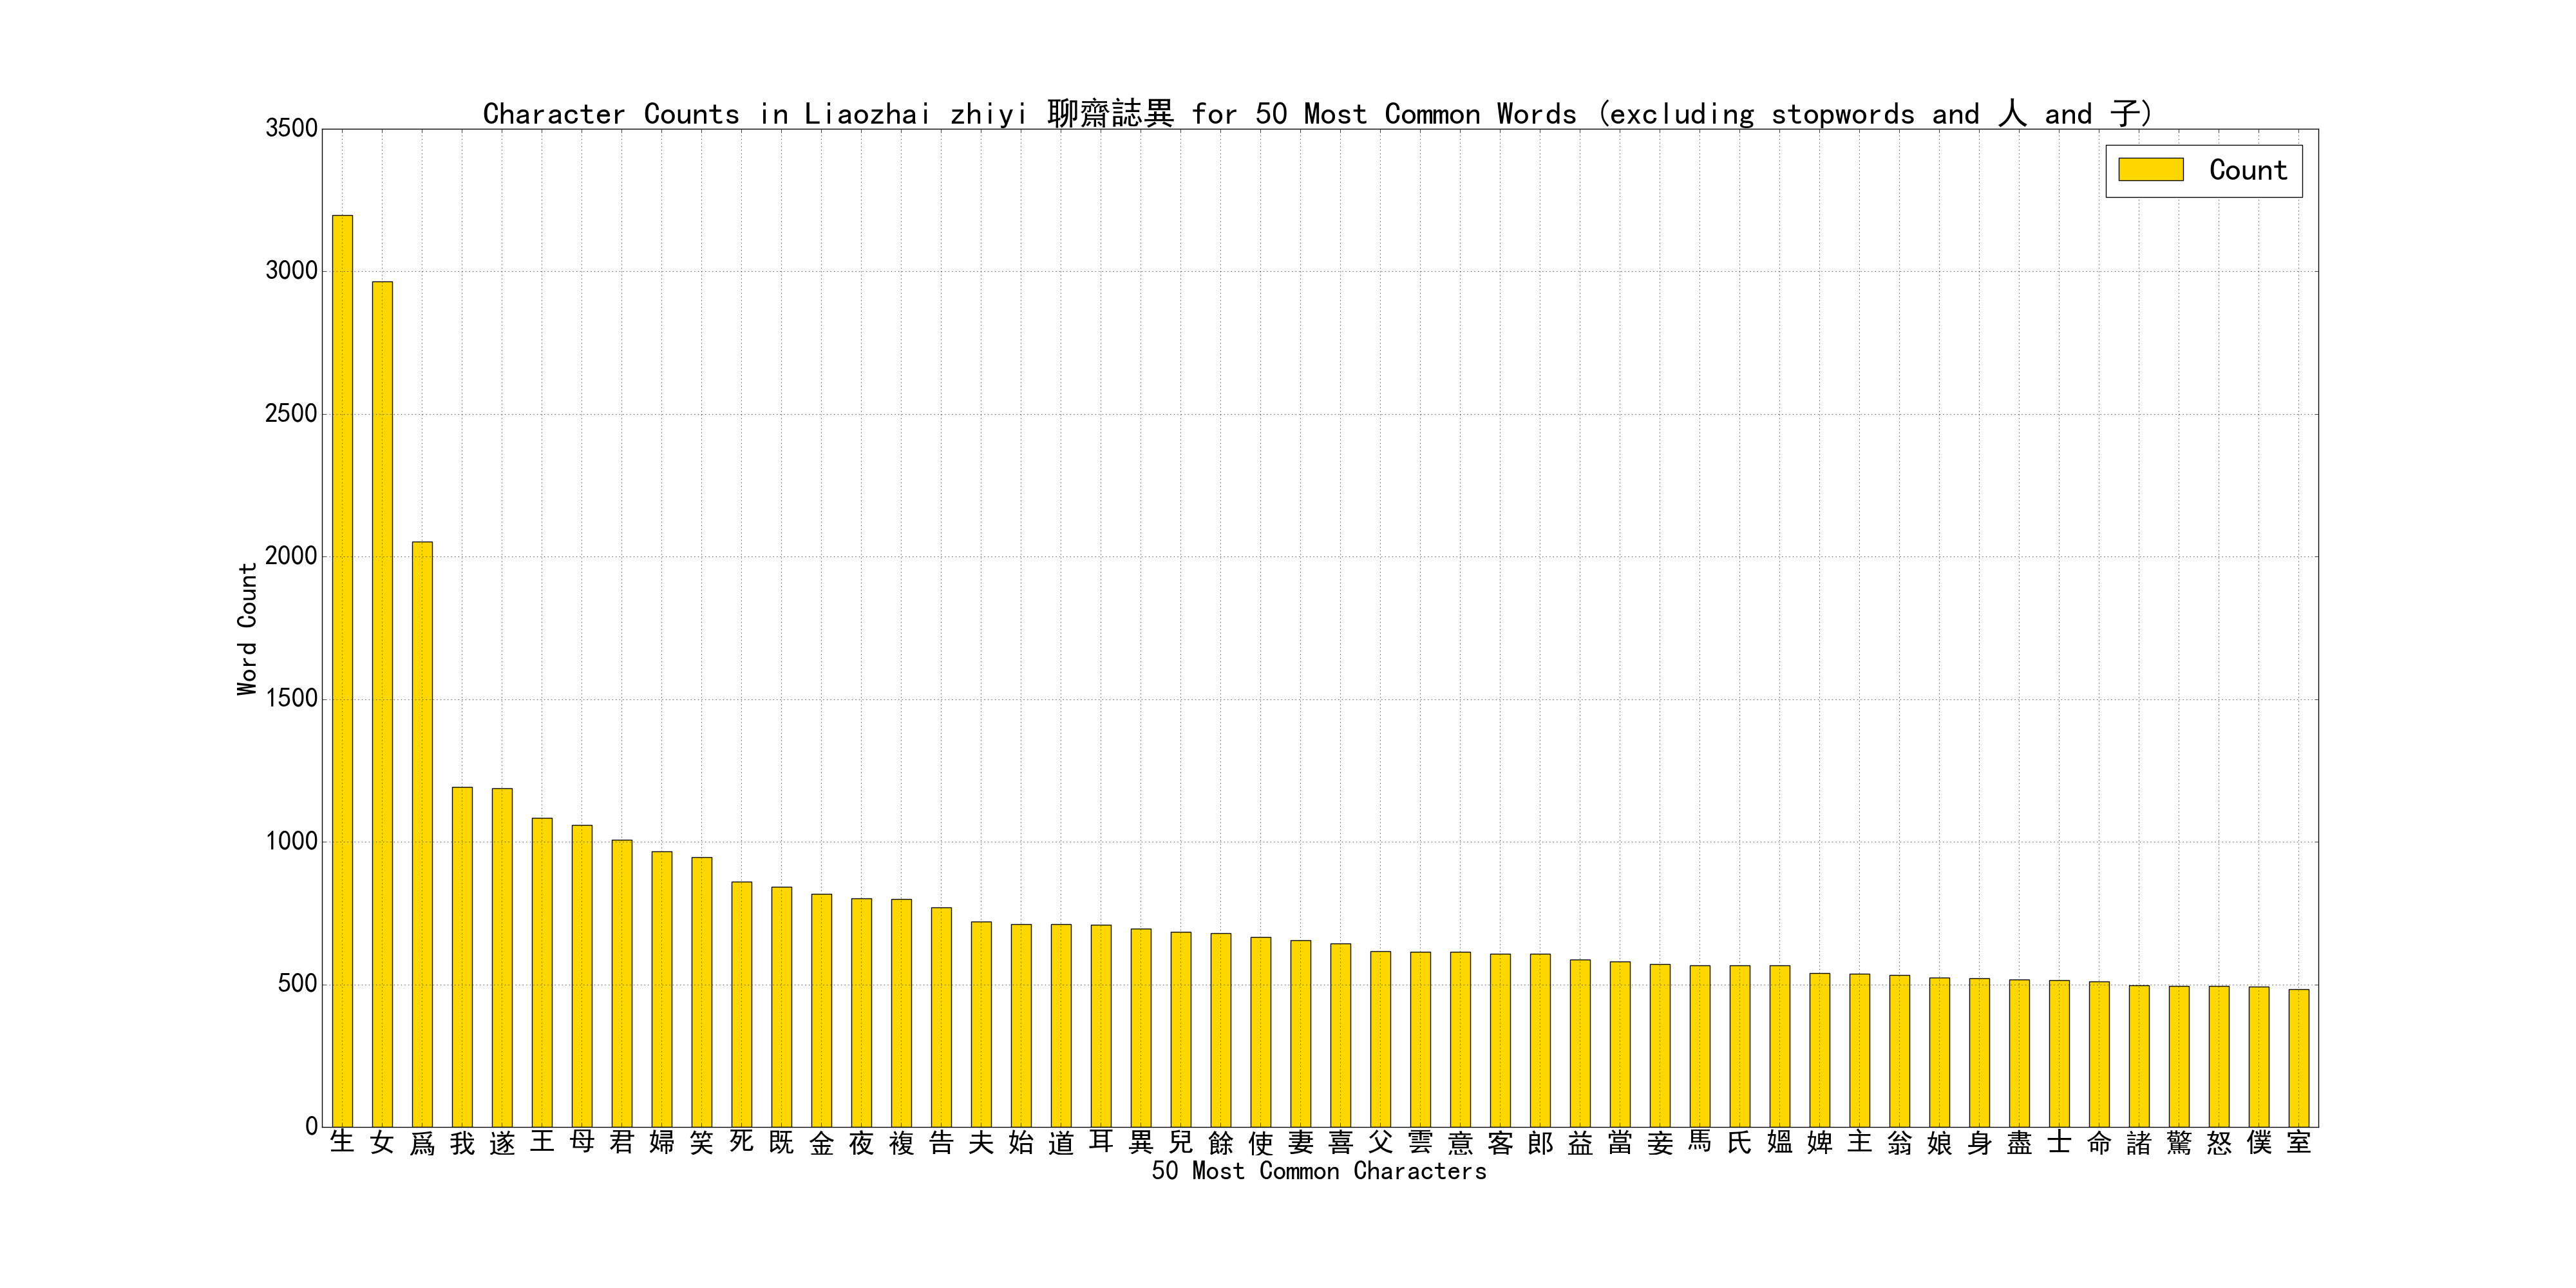 Character Counts in Liaozhai zhiyi 聊齋誌異 for 50 Most Common Words (excluding stopwords and 人 and 子)
3500
3000
2500
2000
1500
1000
500
0
Word Count
Count
生 女 爲 我 遂 王 母 君 婦 笑 死 既 金 夜 複 告 夫 始 道 耳 異 兒 餘 使 妻 喜 父 雲 意 客 郎 益 當 妾 馬 氏 媼 婢 主 翁 娘 身 盡 士 命 諸 驚 怒 僕 室
50 Most Common Characters